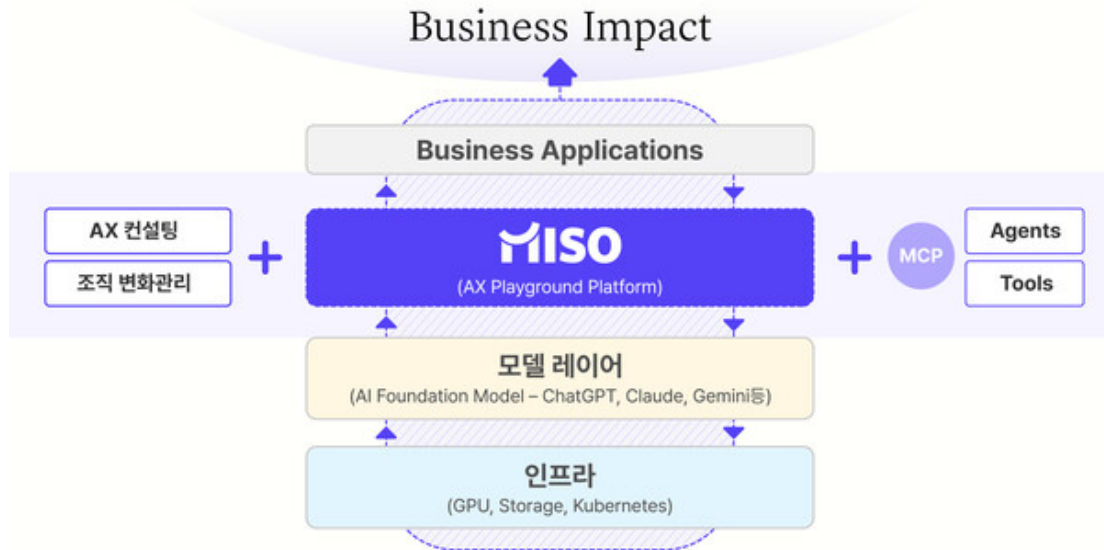 Business Impact
Business Applications
AX 컨설팅
조직 변화관리
MISO
(AX Playground Platform)
MCP
Agents
Tools
모델 레이어
(AI Foundation Model – ChatGPT, Claude, Gemini등)
인프라
(GPU, Storage, Kubernetes)